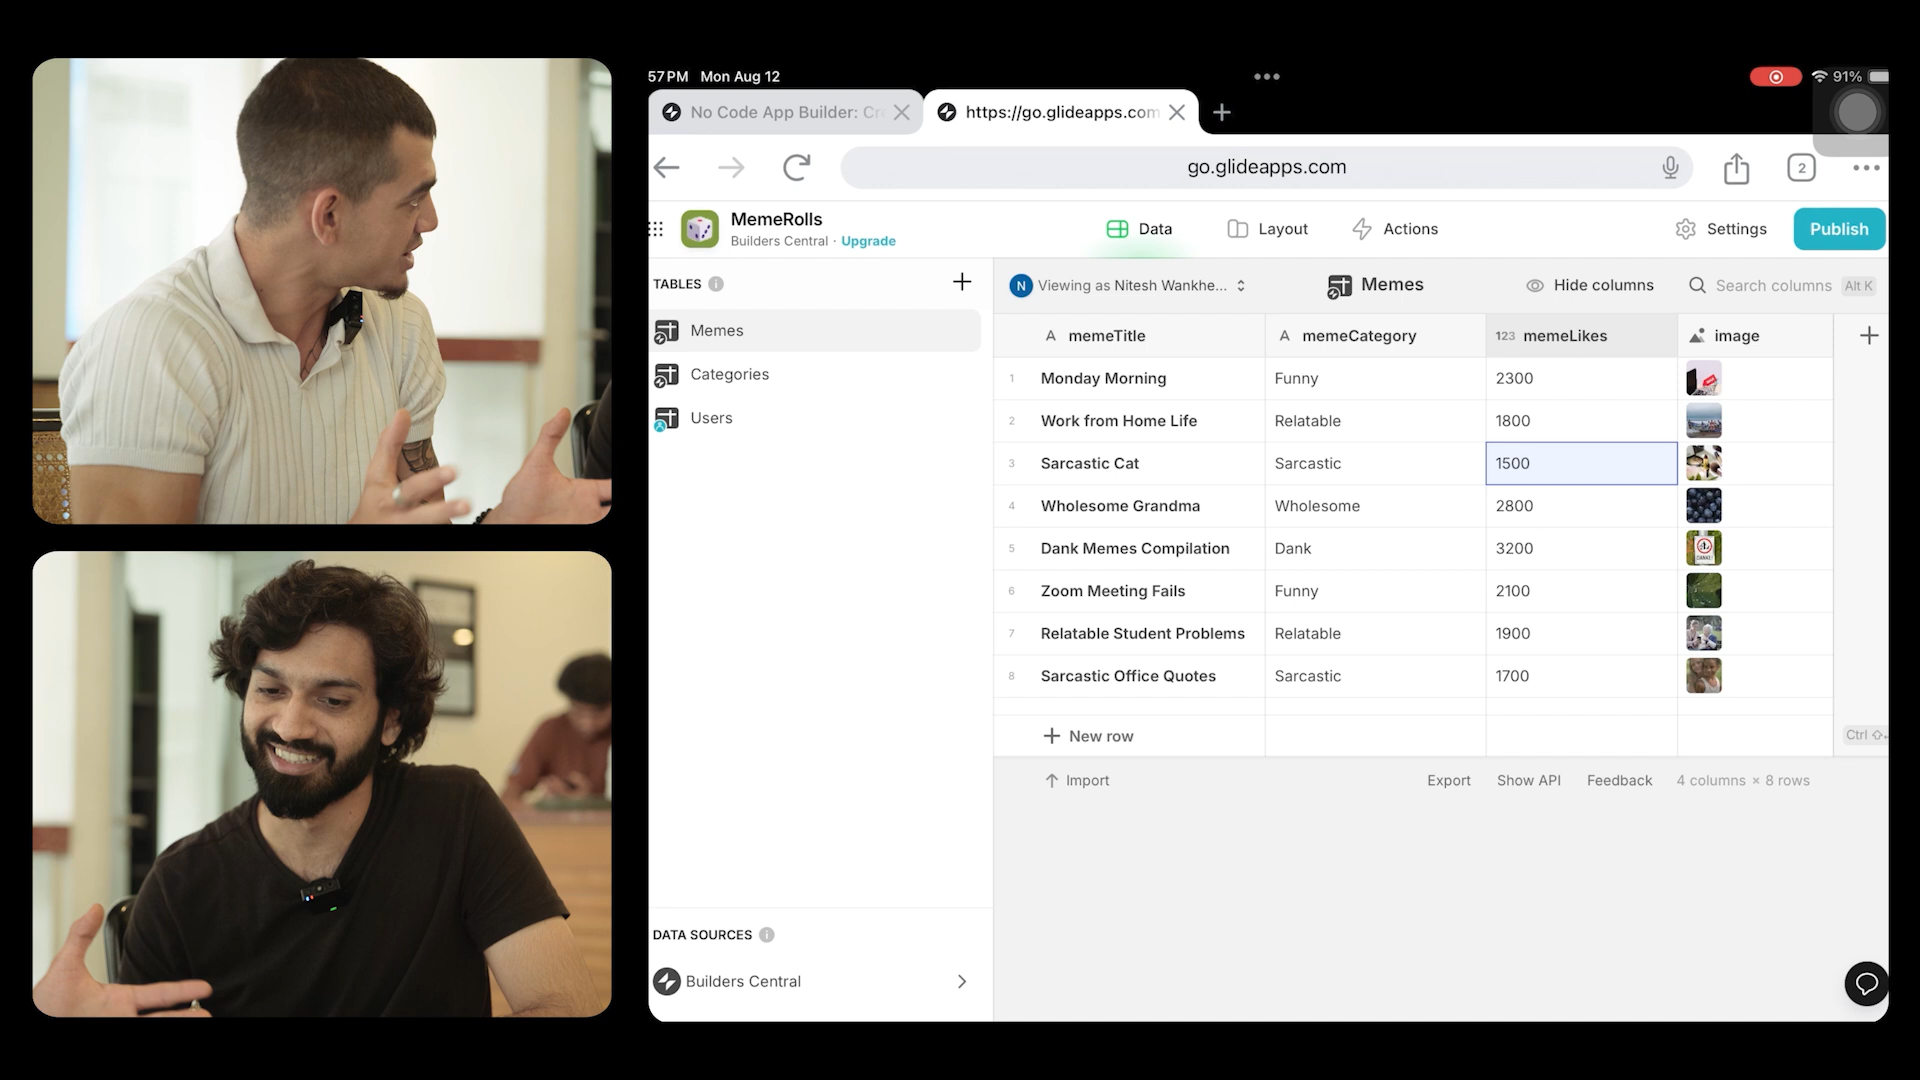 57 PM Mon Aug 12
91%
No Code App Builder: Cr
https://go.glideapps.com
go.glideapps.com
2
MemeRolls
Builders Central · Upgrade
Data
Layout
Actions
Settings
Publish
TABLES
Memes
Categories
Users
N Viewing as Nitesh Wankhe...
Memes
Hide columns
Search columns Alt K
A memeTitle A memeCategory 123 memeLikes image
1 Monday Morning Funny 2300
2 Work from Home Life Relatable 1800
3 Sarcastic Cat Sarcastic 1500
4 Wholesome Grandma Wholesome 2800
5 Dank Memes Compilation Dank 3200
6 Zoom Meeting Fails Funny 2100
7 Relatable Student Problems Relatable 1900
8 Sarcastic Office Quotes Sarcastic 1700
New row
Ctrl
Import
Export
Show API
Feedback
4 columns × 8 rows
DATA SOURCES
Builders Central